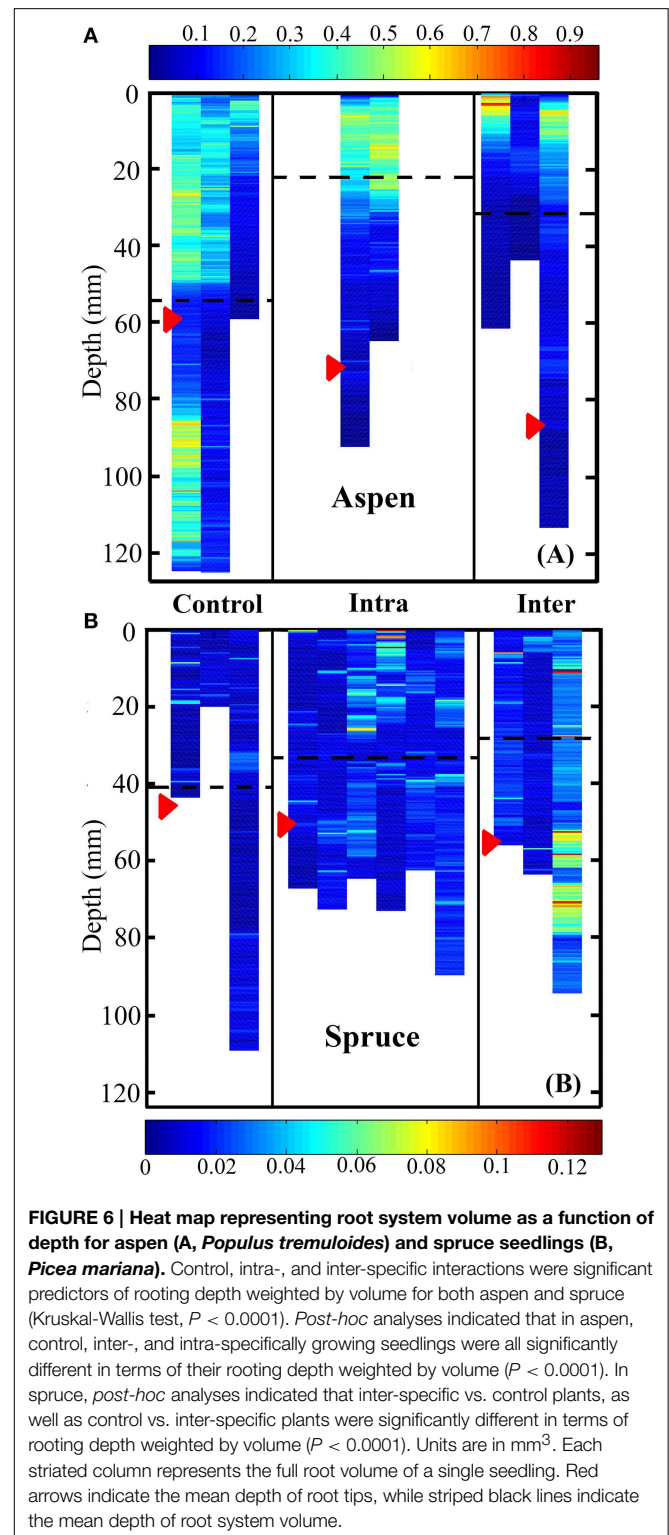 A
0.1 0.2 0.3 0.4 0.5 0.6 0.7 0.8 0.9
0
20
40
60
80
100
120
Depth (mm)
Aspen
(A)
Control Intra Inter
B
0
20
40
60
80
100
120
Depth (mm)
Spruce
(B)
0 0.02 0.04 0.06 0.08 0.1 0.12
FIGURE 6 | Heat map representing root system volume as a function of
depth for aspen (A, Populus tremuloides) and spruce seedlings (B,
Picea mariana). Control, intra-, and inter-specific interactions were significant
predictors of rooting depth weighted by volume for both aspen and spruce
(Kruskal-Wallis test, P < 0.0001). Post-hoc analyses indicated that in aspen,
control, inter-, and intra-specifically growing seedlings were all significantly
different in terms of their rooting depth weighted by volume (P < 0.0001). In
spruce, post-hoc analyses indicated that inter-specific vs. control plants, as
well as control vs. inter-specific plants were significantly different in terms of
rooting depth weighted by volume (P < 0.0001). Units are in mm³. Each
striated column represents the full root volume of a single seedling. Red
arrows indicate the mean depth of root tips, while striped black lines indicate
the mean depth of root system volume.